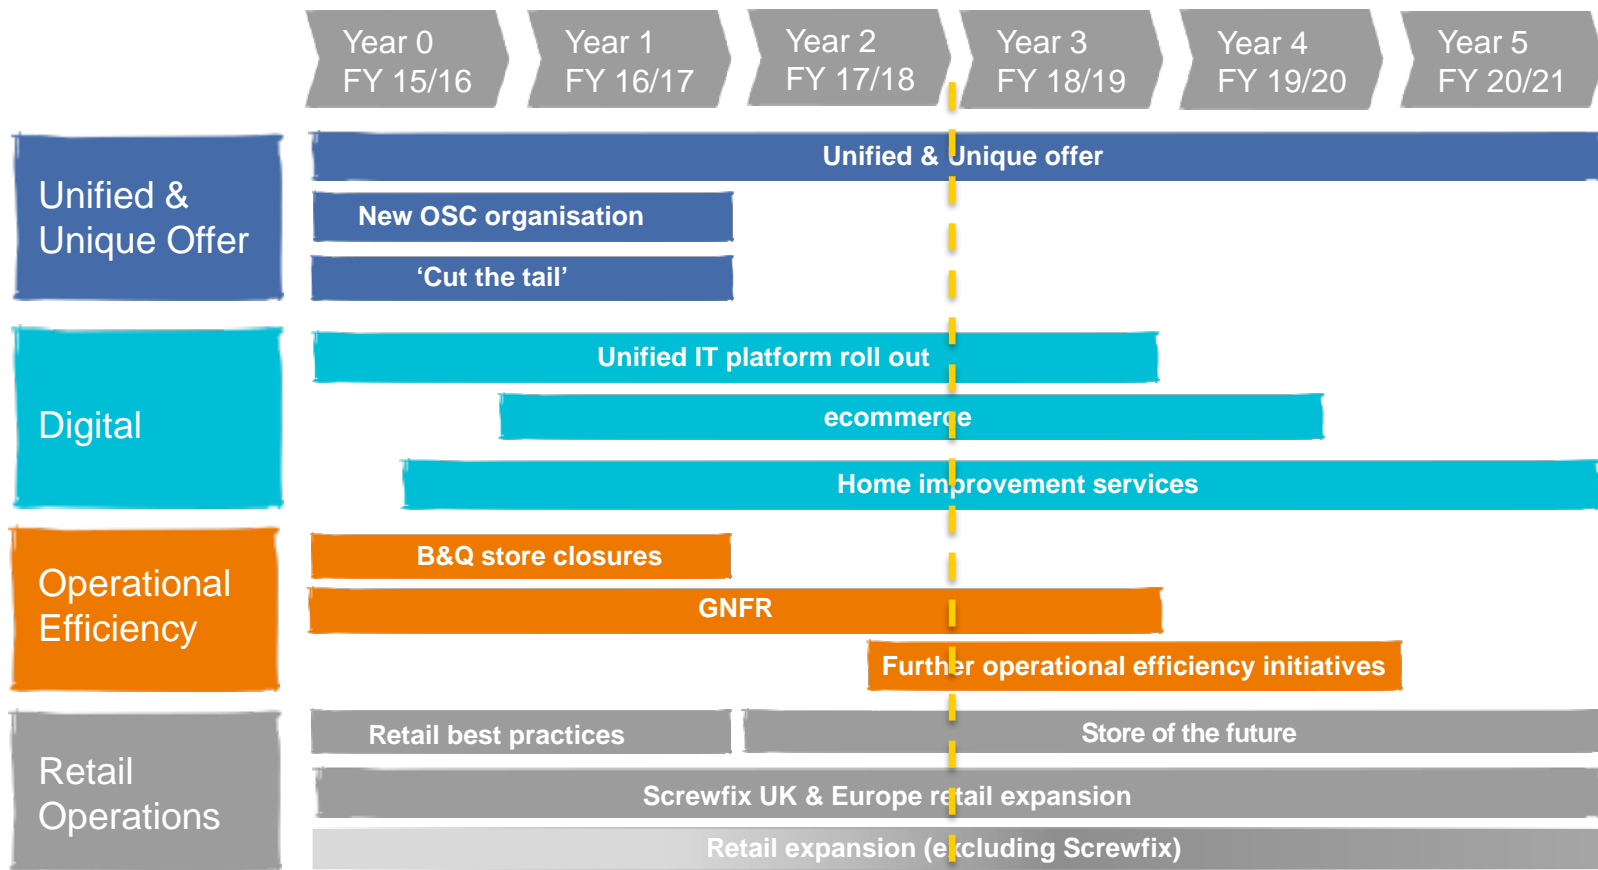 Year 0
FY 15/16
Year 1
FY 16/17
Year 2
FY 17/18
Year 3
FY 18/19
Year 4
FY 19/20
Year 5
FY 20/21
Unified &
Unique Offer
Unified & Unique offer
New OSC organisation
‘Cut the tail’
Digital
Unified IT platform roll out
ecommerce
Home improvement services
Operational
Efficiency
B&Q store closures
GNFR
Further operational efficiency initiatives
Retail
Operations
Retail best practices
Store of the future
Screwfix UK & Europe retail expansion
Retail expansion (excluding Screwfix)